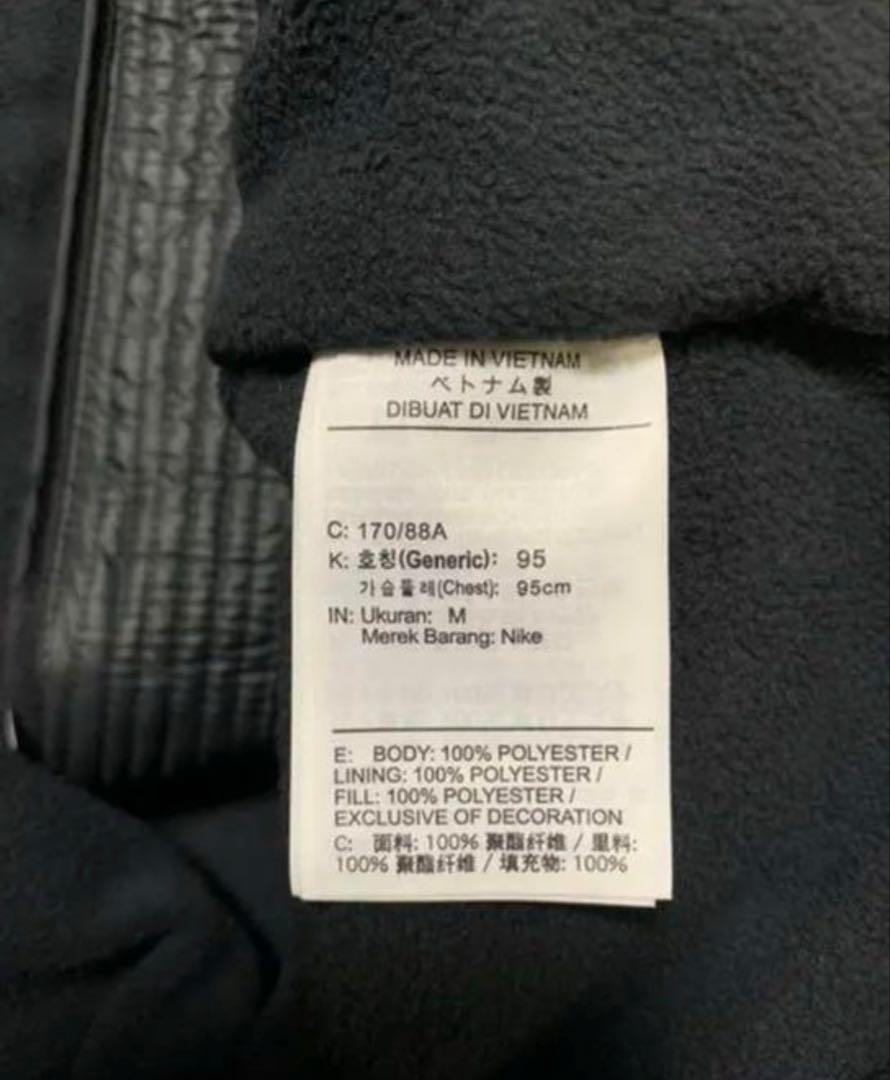 MADE IN VIETNAM
ベトナム製
DIBUAT DI VIETNAM
C: 170/88A
K: 호칭(Generic): 95
가슴둘레(Chest): 95cm
IN: Ukuran: M
Merek Barang: Nike
E: BODY: 100% POLYESTER /
LINING: 100% POLYESTER /
FILL: 100% POLYESTER /
EXCLUSIVE OF DECORATION
C: 面料: 100% 聚酯纤维 / 里料:
100% 聚酯纤维 / 填充物: 100%